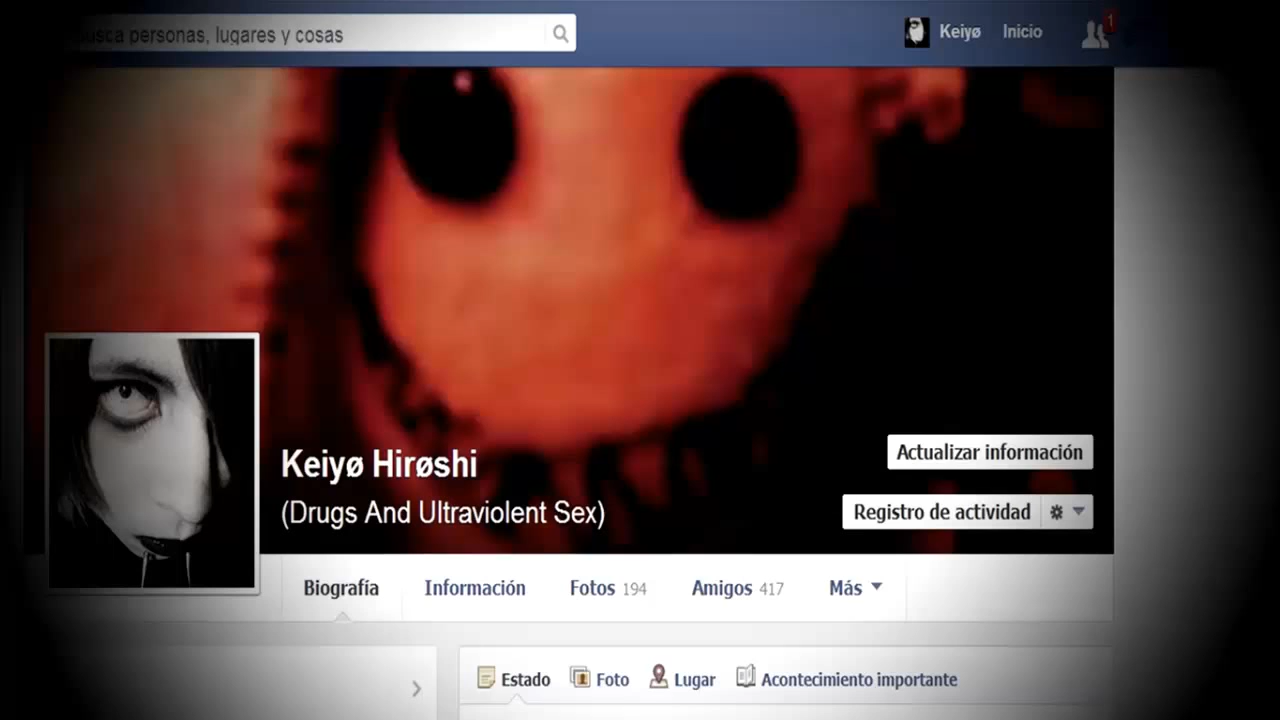 busca personas, lugares y cosas
Keiyø Inicio
1
Keiyø Hirøshi
(Drugs And Ultraviolent Sex)
Actualizar información
Registro de actividad
Biografía Información Fotos 194 Amigos 417 Más
Estado Foto Lugar Acontecimiento importante